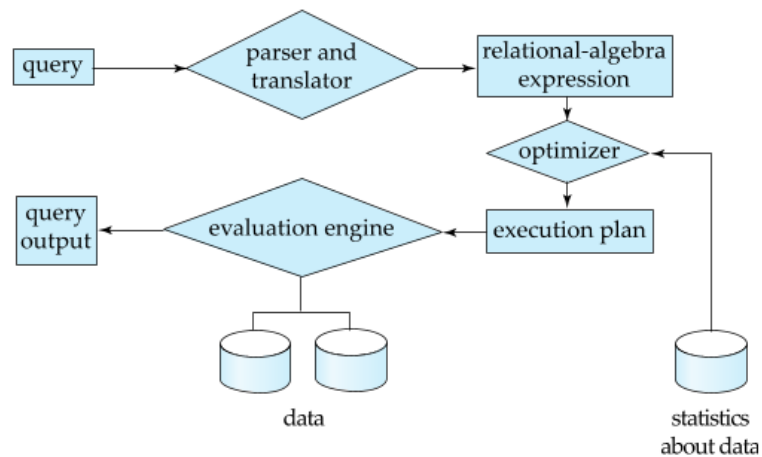 query
parser and
translator
relational-algebra
expression
optimizer
query
output
evaluation engine
execution plan
data
statistics
about data